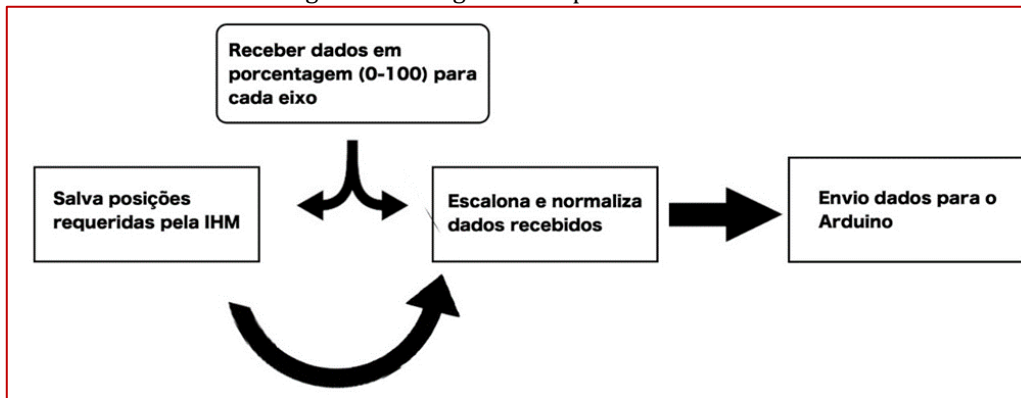 Receber dados em
porcentagem (0-100) para
cada eixo
Salva posições
requeridas pela IHM
Escalona e normaliza
dados recebidos
Envio dados para o
Arduino